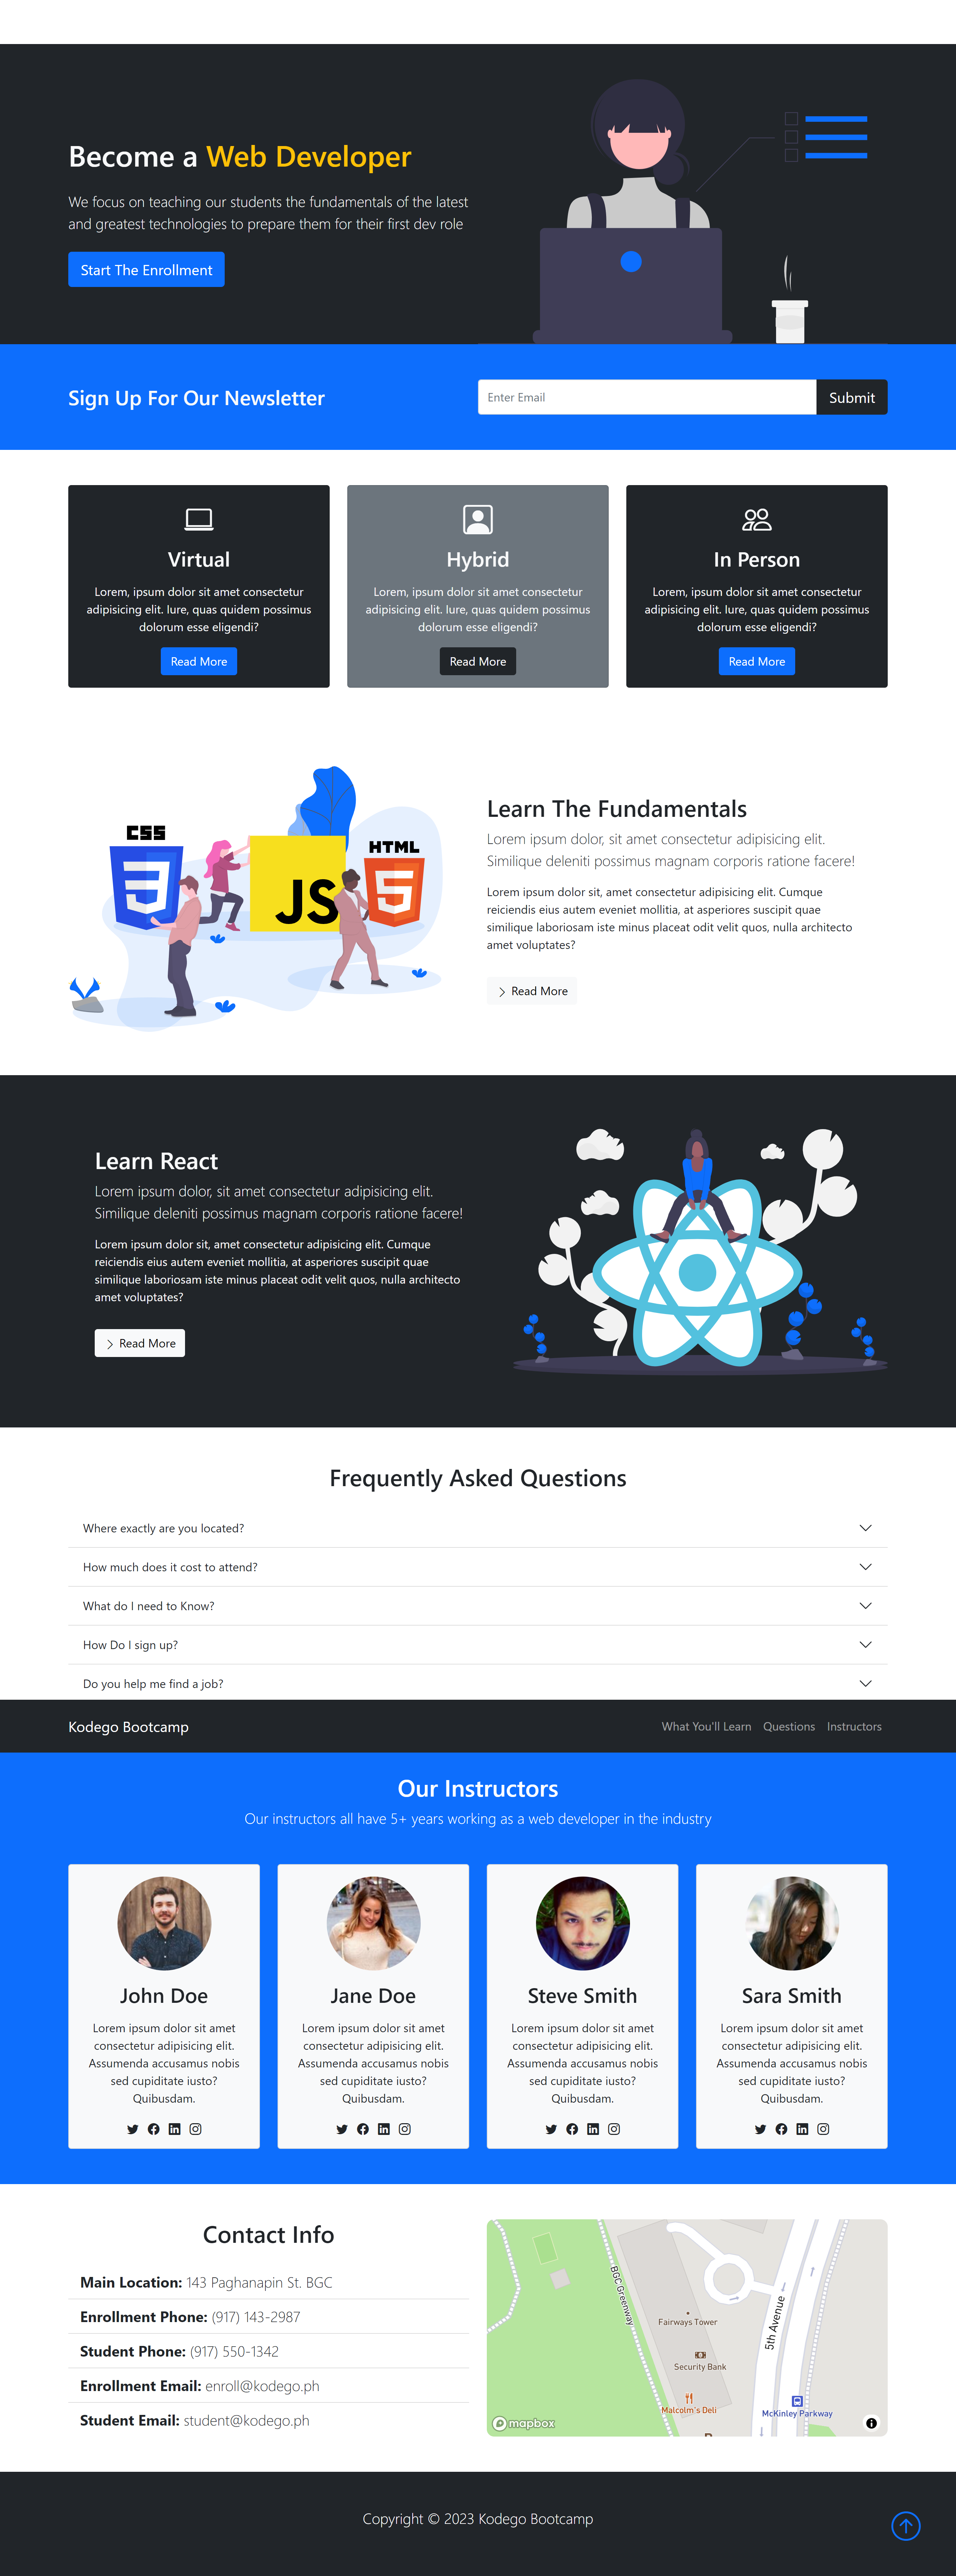 Become a Web Developer
We focus on teaching our students the fundamentals of the latest
and greatest technologies to prepare them for their first dev role
Start The Enrollment
Sign Up For Our Newsletter
Enter Email
Submit
Virtual
Lorem, ipsum dolor sit amet consectetur
adipisicing elit. Iure, quas quidem possimus
dolorum esse eligendi?
Read More
Hybrid
Lorem, ipsum dolor sit amet consectetur
adipisicing elit. Iure, quas quidem possimus
dolorum esse eligendi?
Read More
In Person
Lorem, ipsum dolor sit amet consectetur
adipisicing elit. Iure, quas quidem possimus
dolorum esse eligendi?
Read More
CSS
JS
HTML
5
Learn The Fundamentals
Lorem ipsum dolor, sit amet consectetur adipisicing elit.
Similique deleniti possimus magnam corporis ratione facere!
Lorem ipsum dolor sit, amet consectetur adipisicing elit. Cumque
reiciendis eius autem eveniet mollitia, at asperiores suscipit quae
similique laboriosam iste minus placeat odit velit quos, nulla architecto
amet voluptates?
Read More
Learn React
Lorem ipsum dolor, sit amet consectetur adipisicing elit.
Similique deleniti possimus magnam corporis ratione facere!
Lorem ipsum dolor sit, amet consectetur adipisicing elit. Cumque
reiciendis eius autem eveniet mollitia, at asperiores suscipit quae
similique laboriosam iste minus placeat odit velit quos, nulla architecto
amet voluptates?
Read More
Frequently Asked Questions
Where exactly are you located?
How much does it cost to attend?
What do I need to Know?
How Do I sign up?
Do you help me find a job?
Kodego Bootcamp
What You'll Learn
Questions
Instructors
Our Instructors
Our instructors all have 5+ years working as a web developer in the industry
John Doe
Lorem ipsum dolor sit amet
consectetur adipisicing elit.
Assumenda accusamus nobis
sed cupiditate iusto?
Quibusdam.
Jane Doe
Lorem ipsum dolor sit amet
consectetur adipisicing elit.
Assumenda accusamus nobis
sed cupiditate iusto?
Quibusdam.
Steve Smith
Lorem ipsum dolor sit amet
consectetur adipisicing elit.
Assumenda accusamus nobis
sed cupiditate iusto?
Quibusdam.
Sara Smith
Lorem ipsum dolor sit amet
consectetur adipisicing elit.
Assumenda accusamus nobis
sed cupiditate iusto?
Quibusdam.
Contact Info
Main Location: 143 Paghanapin St. BGC
Enrollment Phone: (917) 143-2987
Student Phone: (917) 550-1342
Enrollment Email: enroll@kodego.ph
Student Email: student@kodego.ph
BGC Greenway
Fairways Tower
5th Avenue
Security Bank
Malcolm's Deli
McKinley Parkway
mapbox
Copyright © 2023 Kodego Bootcamp